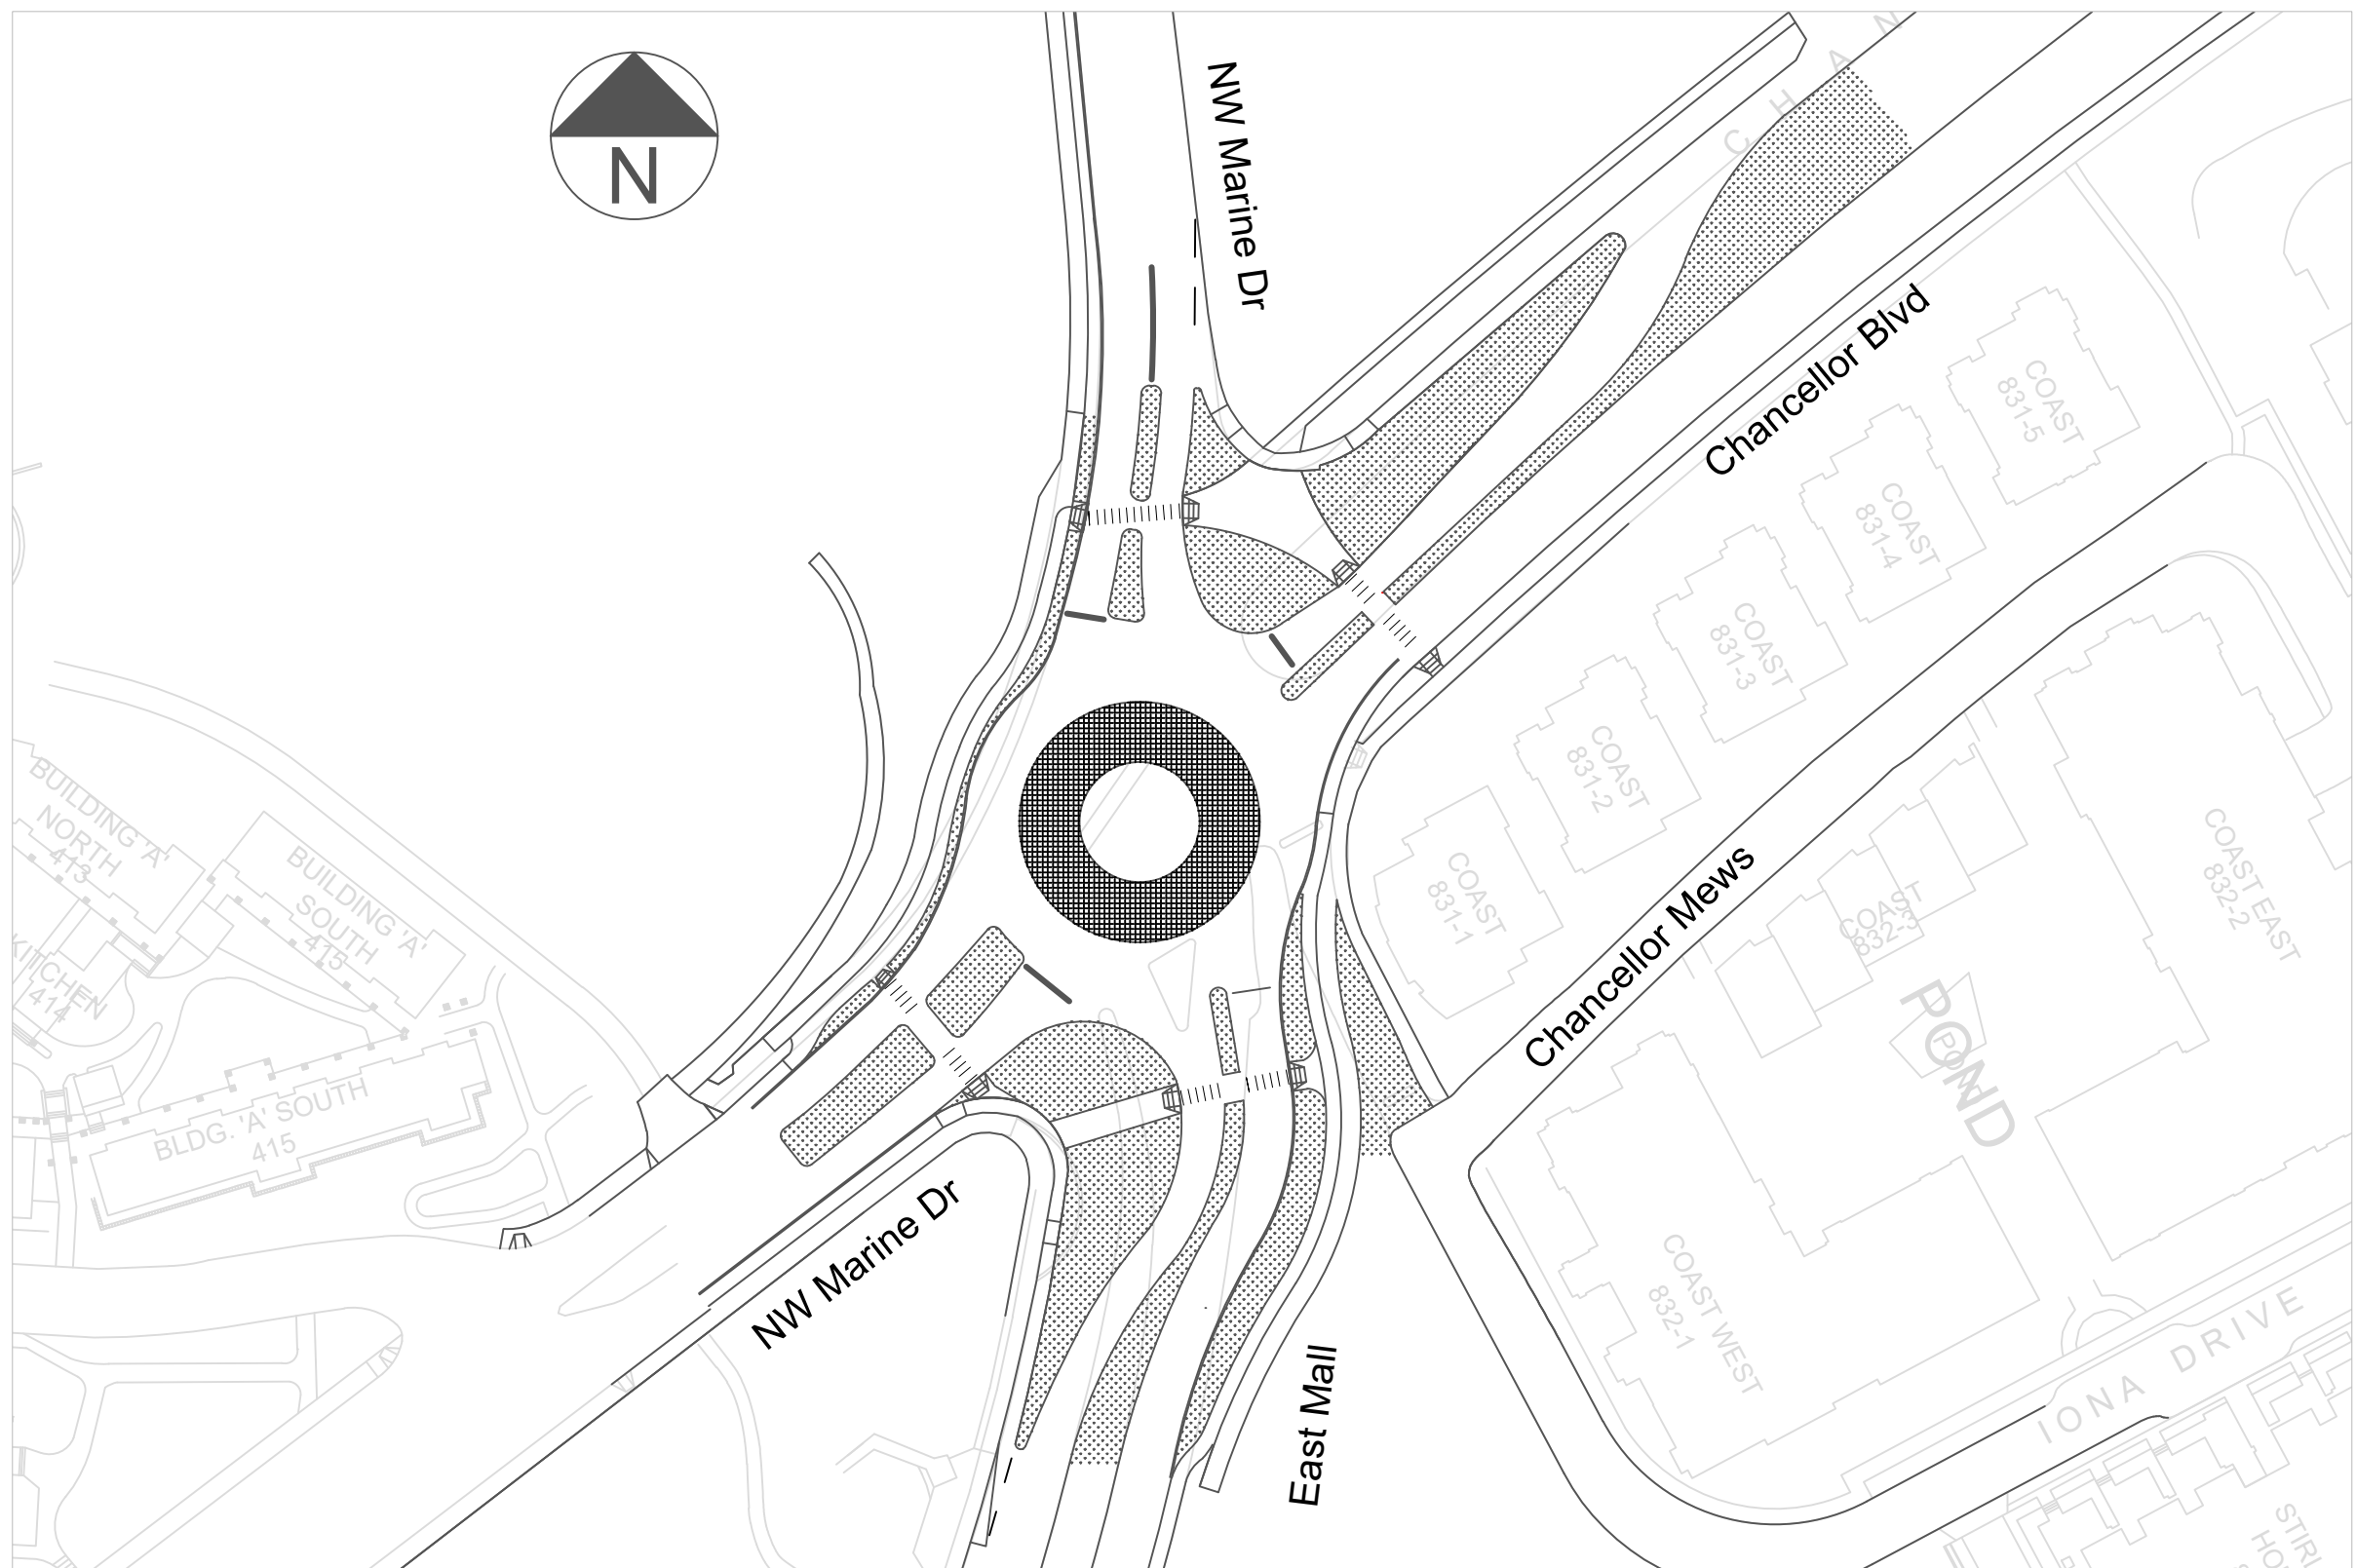 N
NW Marine Dr
C H A N
Chancellor Blvd
COAST
831-5
COAST
831-4
COAST
831-3
COAST
831-2
COAST
831-1
BUILDING 'A'
NORTH
413
BUILDING 'A'
SOUTH
415
KITCHEN
414
BLDG. 'A' SOUTH
415
Chancellor Mews
COAST
832-3
COAST EAST
832-2
POND
POND
COAST WEST
832-1
NW Marine Dr
East Mall
IONA DRIVE